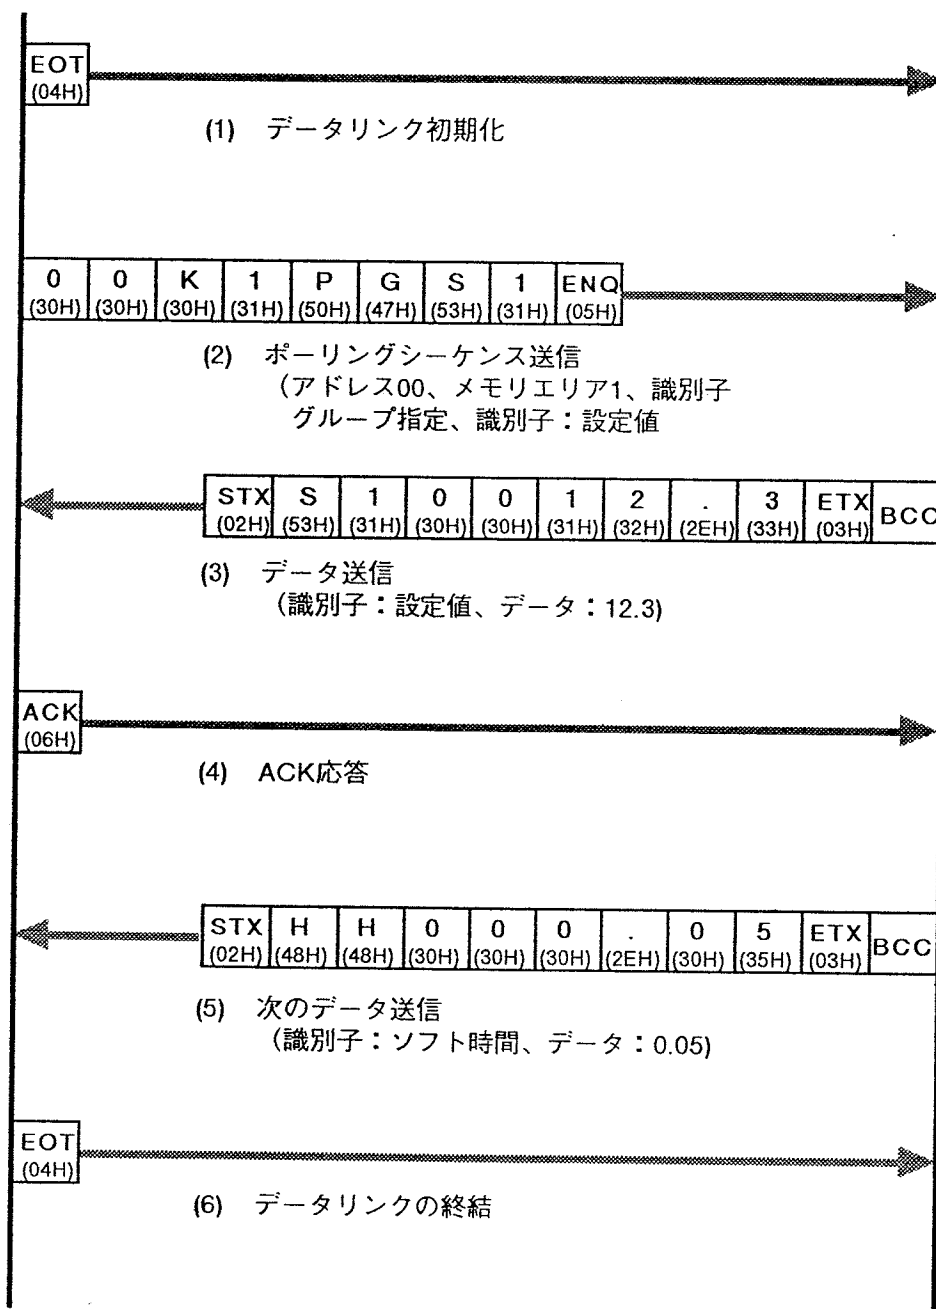 EOT
(04H)
(1) データリンク初期化
0 0 K 1 P G S 1 ENQ
(30H) (30H) (30H) (31H) (50H) (47H) (53H) (31H) (05H)
(2) ポーリングシーケンス送信
(アドレス00、メモリエリア1、識別子
グループ指定、識別子：設定値
STX S 1 0 0 1 2 . 3 ETX BCC
(02H) (53H) (31H) (30H) (30H) (31H) (32H) (2EH) (33H) (03H)
(3) データ送信
(識別子：設定値、データ：12.3)
ACK
(06H)
(4) ACK応答
STX H H 0 0 0 . 0 5 ETX BCC
(02H) (48H) (48H) (30H) (30H) (30H) (2EH) (30H) (35H) (03H)
(5) 次のデータ送信
(識別子：ソフト時間、データ：0.05)
EOT
(04H)
(6) データリンクの終結